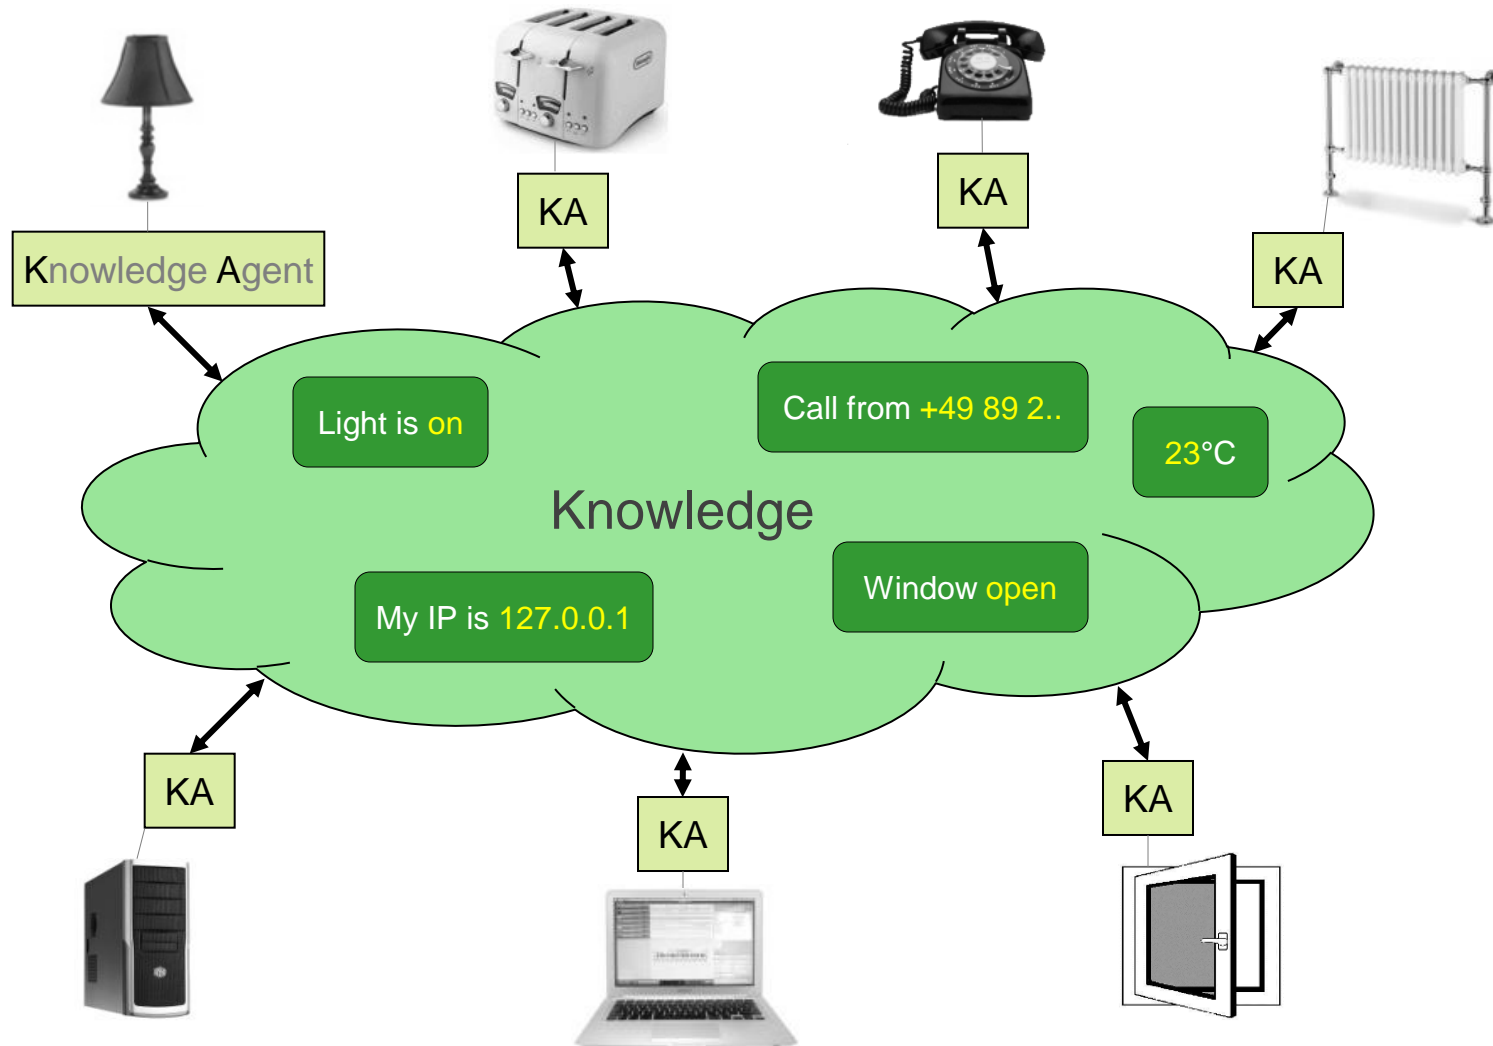 KA
KA
Knowledge Agent
KA
Light is on
Call from +49 89 2..
23°C
Knowledge
My IP is 127.0.0.1
Window open
KA
KA
KA